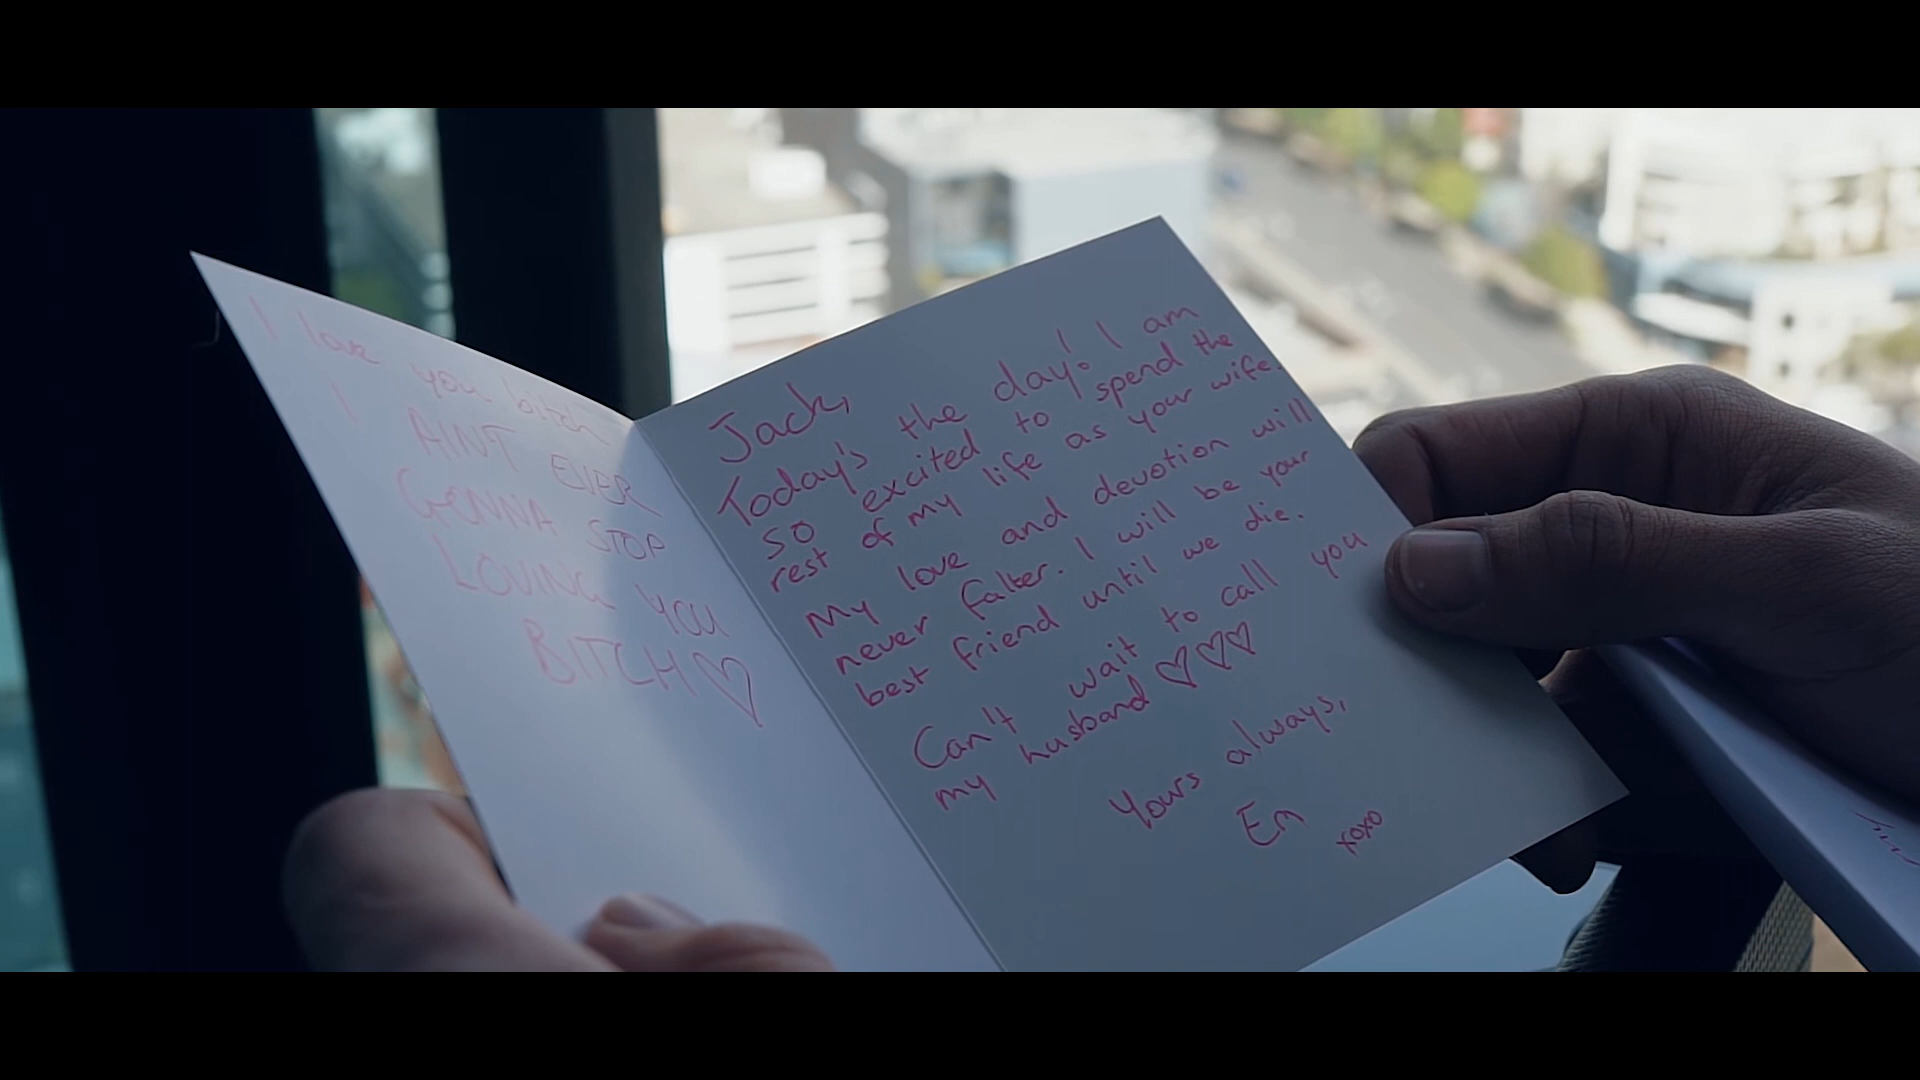 I love you bitch
I AINT EVER
GONNA STOP
LOVING YOU
BITCH♡
Jack,
Today's the day! I am
so excited to spend the
rest of my life as your wife.
My love and devotion will
never falter. I will be your
best friend until we die.
Can't wait to call you
my husband ♡♡♡
Yours always,
Em
xoxo